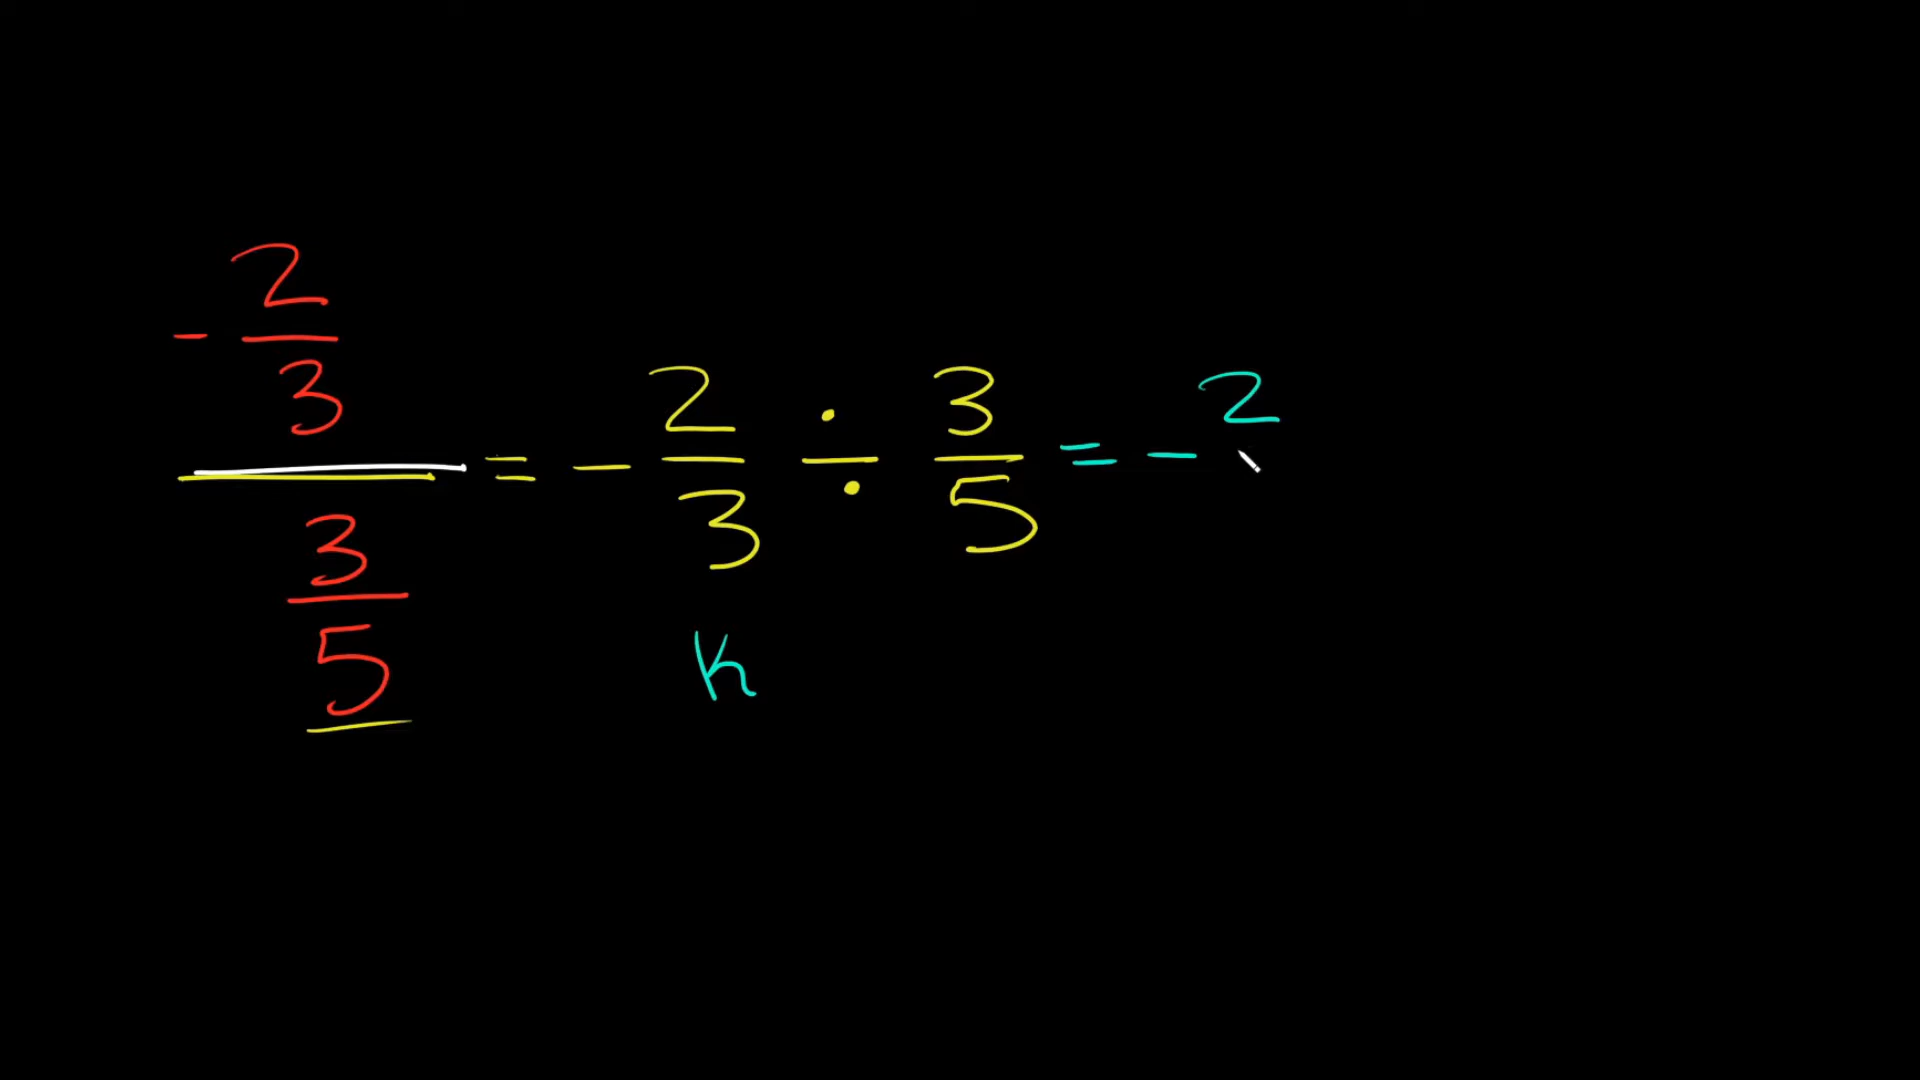 (-2/3)/(3/5) = -2/3 ÷ 3/5 = -2
K